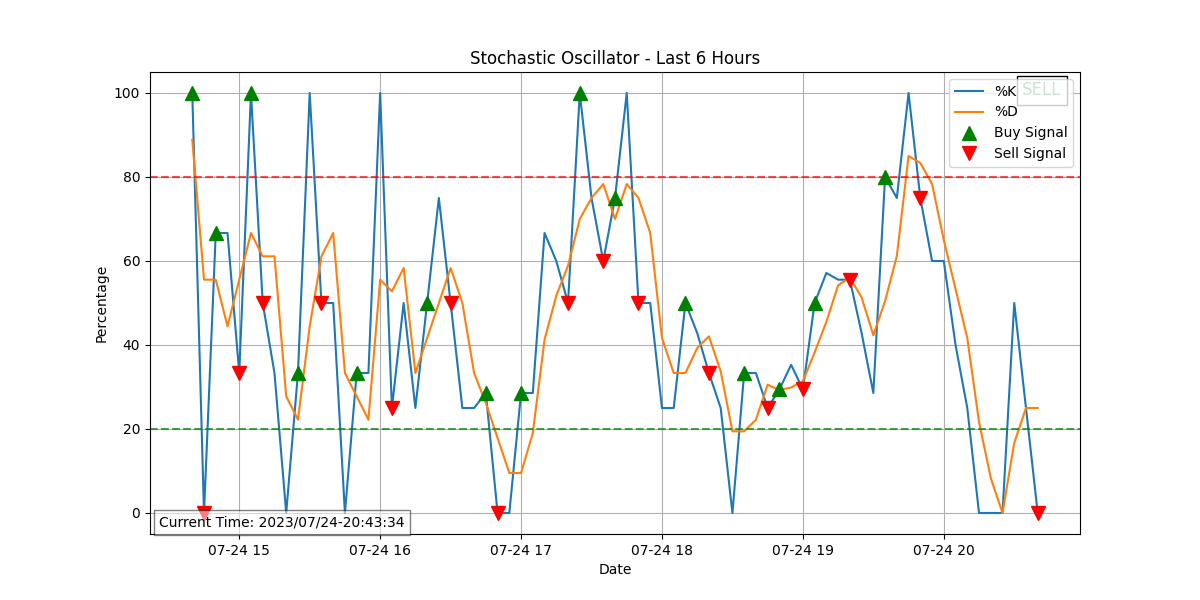 Stochastic Oscillator - Last 6 Hours
SELL
%K
%D
Buy Signal
Sell Signal
Percentage
100
80
60
40
20
0
Current Time: 2023/07/24-20:43:34
07-24 15
07-24 16
07-24 17
07-24 18
07-24 19
07-24 20
Date